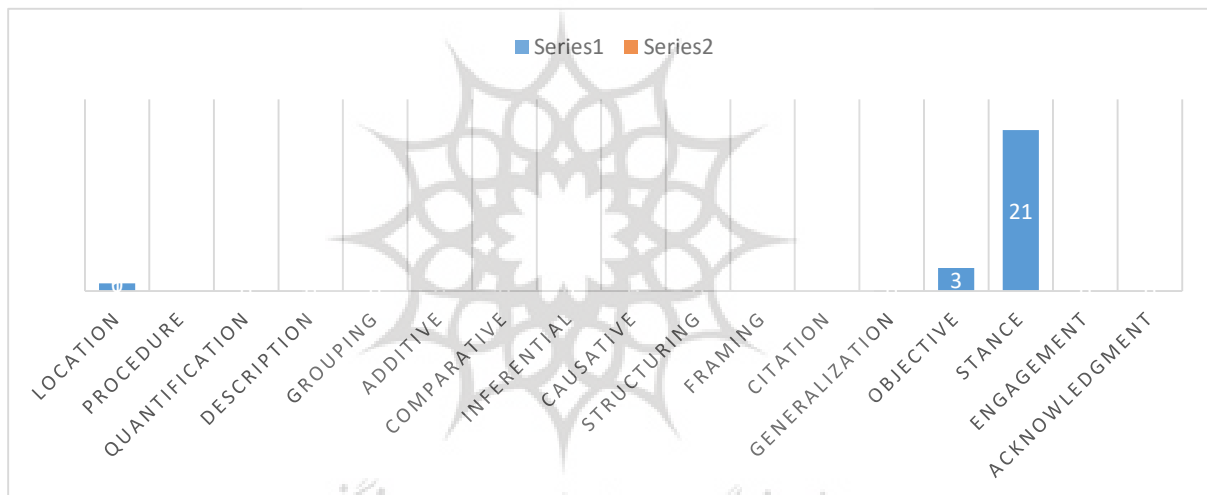 Series1 Series2
21
3
LOCATION
PROCEDURE
QUANTIFICATION
DESCRIPTION
GROUPING
ADDITIVE
COMPARATIVE
INFERENTIAL
CAUSATIVE
STRUCTURING
FRAMING
CITATION
GENERALIZATION
OBJECTIVE
STANCE
ENGAGEMENT
ACKNOWLEDGMENT